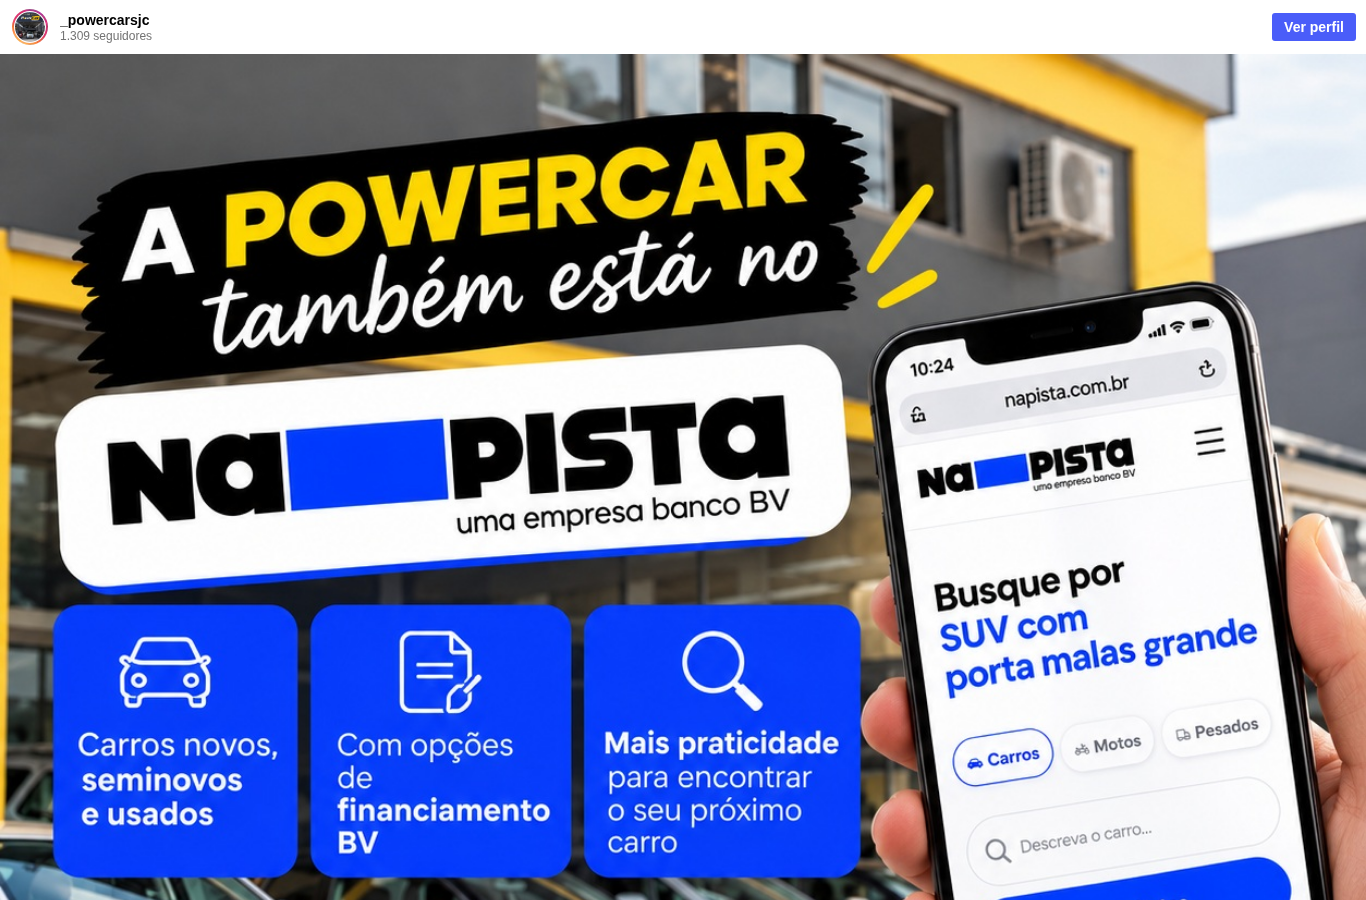 _powercarsjc
1.309 seguidores
Ver perfil
A POWERCAR
também está no
Na PISTa
uma empresa banco BV
Carros novos,
seminovos
e usados
Com opções
de
financiamento
BV
Mais praticidade
para encontrar
o seu próximo
carro
10:24
napista.com.br
Na PISTa
uma empresa banco BV
Busque por
SUV com
porta malas grande
Carros
Motos
Pesados
Descreva o carro...